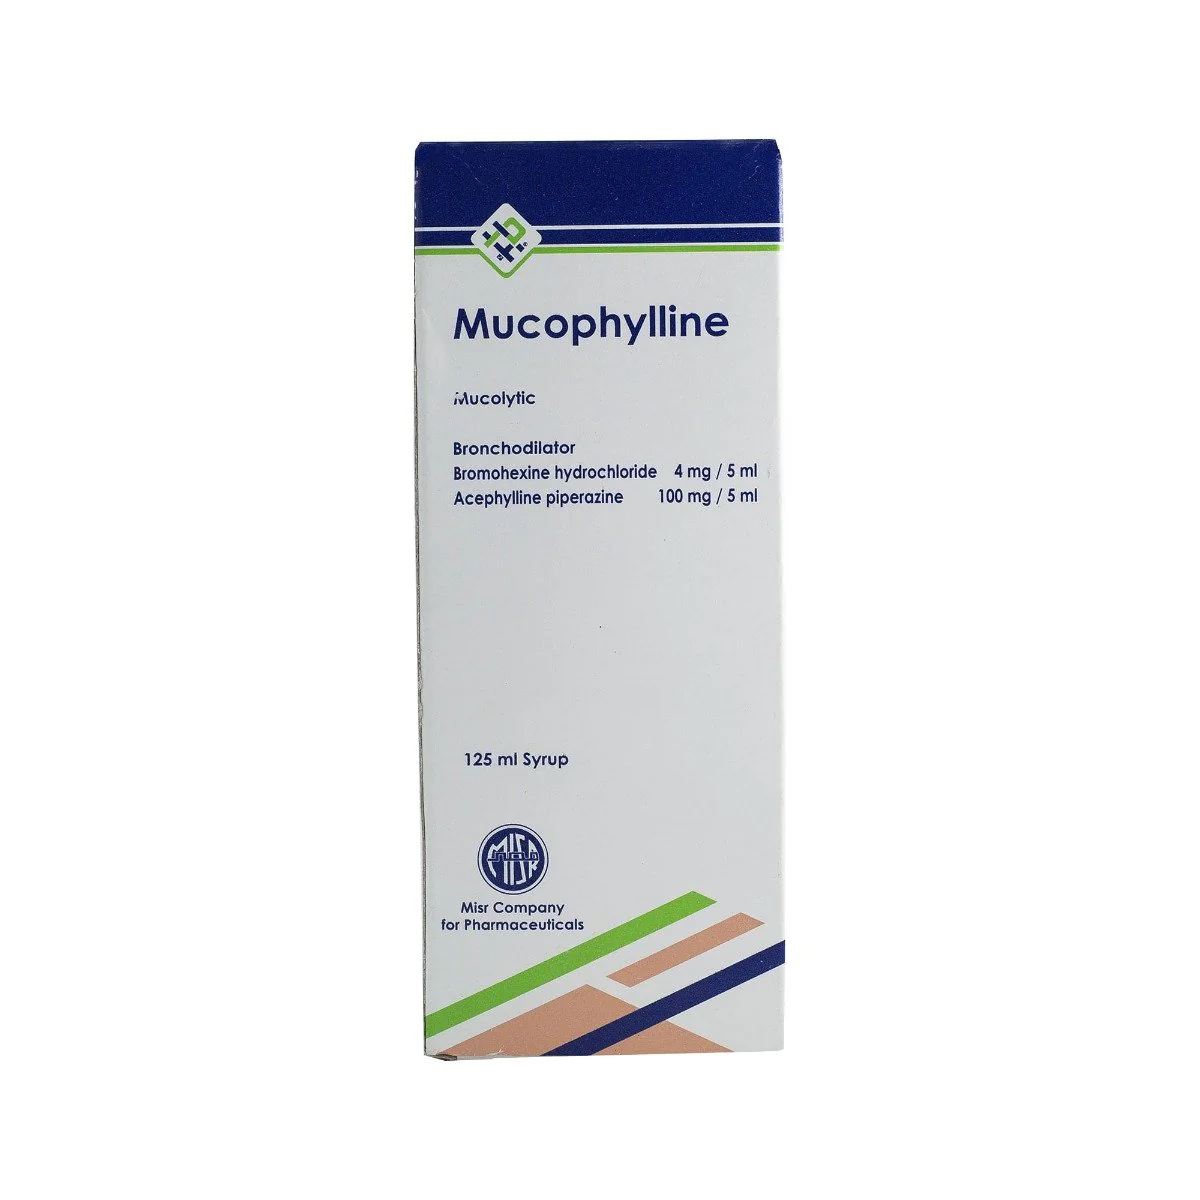 Mucophylline
Mucolytic
Bronchodilator
Bromohexine hydrochloride 4 mg / 5 ml
Acephylline piperazine 100 mg / 5 ml
125 ml Syrup
MISR
Misr Company
for Pharmaceuticals